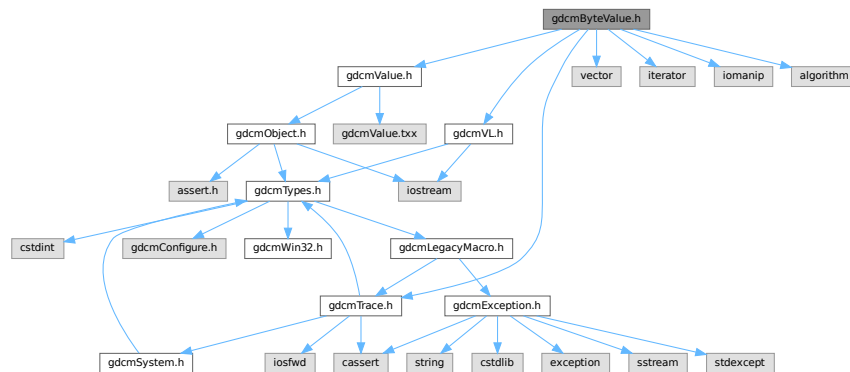 gdcmByteValue.h
gdcmValue.h
vector
iterator
iomanip
algorithm
gdcmObject.h
gdcmValue.txx
gdcmVL.h
assert.h
gdcmTypes.h
iostream
cstdint
gdcmConfigure.h
gdcmWin32.h
gdcmLegacyMacro.h
gdcmTrace.h
gdcmException.h
gdcmSystem.h
iosfwd
cassert
string
cstdlib
exception
sstream
stdexcept